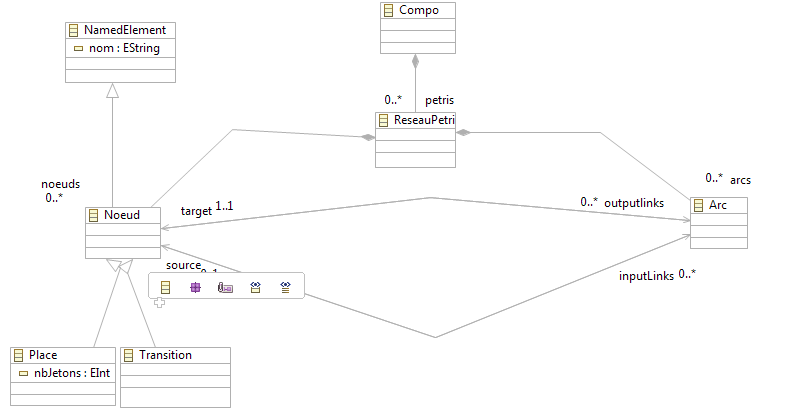 Compo
NamedElement
nom : EString
0..* petris
ReseauPetri
noeuds
0..*
0..* arcs
Noeud
target 1..1
0..* outputlinks
Arc
source
inputLinks 0..*
Place
Transition
nbJetons : EInt